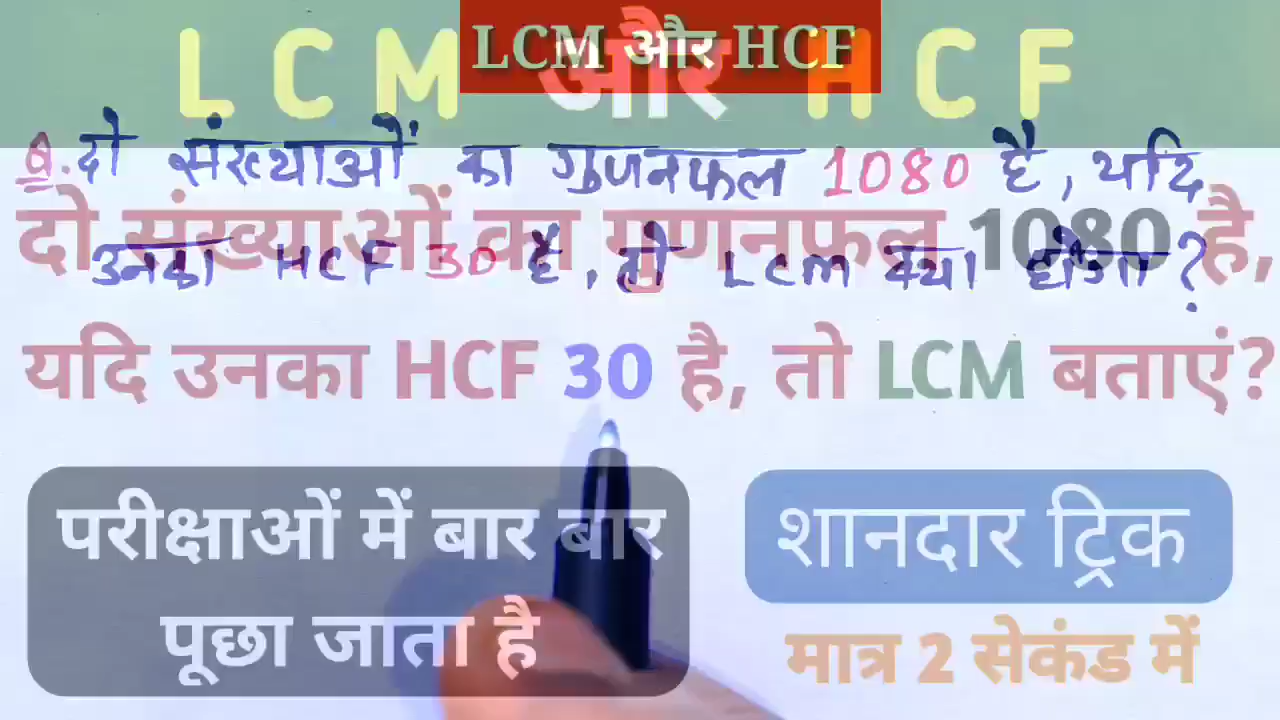 LCM और HCF
LCM और HCF
Q. दो संख्याओं का गुणनफल 1080 है, यदि
दो संख्याओं का गुणनफल 1080 है,
उनका HCF 30 है, तो LCM क्या होगा?
यदि उनका HCF 30 है, तो LCM बताएं?
परीक्षाओं में बार बार
पूछा जाता है
शानदार ट्रिक
मात्र 2 सेकंड में